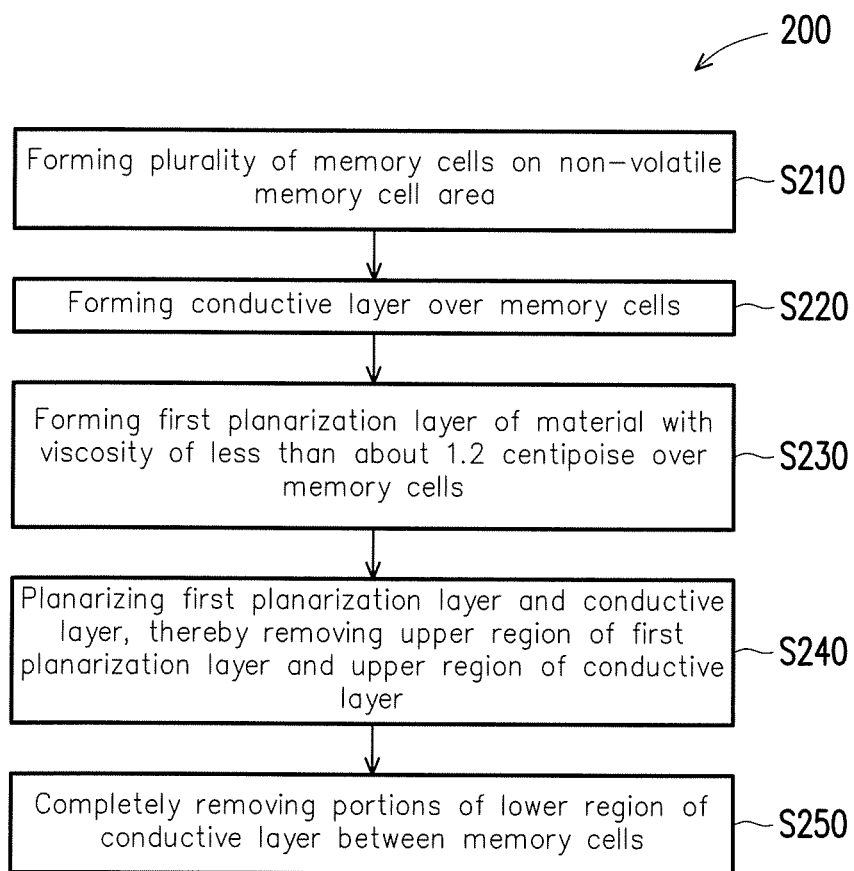 200
Forming plurality of memory cells on non-volatile
memory cell area
S210
Forming conductive layer over memory cells
S220
Forming first planarization layer of material with
viscosity of less than about 1.2 centipoise over
memory cells
S230
Planarizing first planarization layer and conductive
layer, thereby removing upper region of first
planarization layer and upper region of conductive
layer
S240
Completely removing portions of lower region of
conductive layer between memory cells
S250